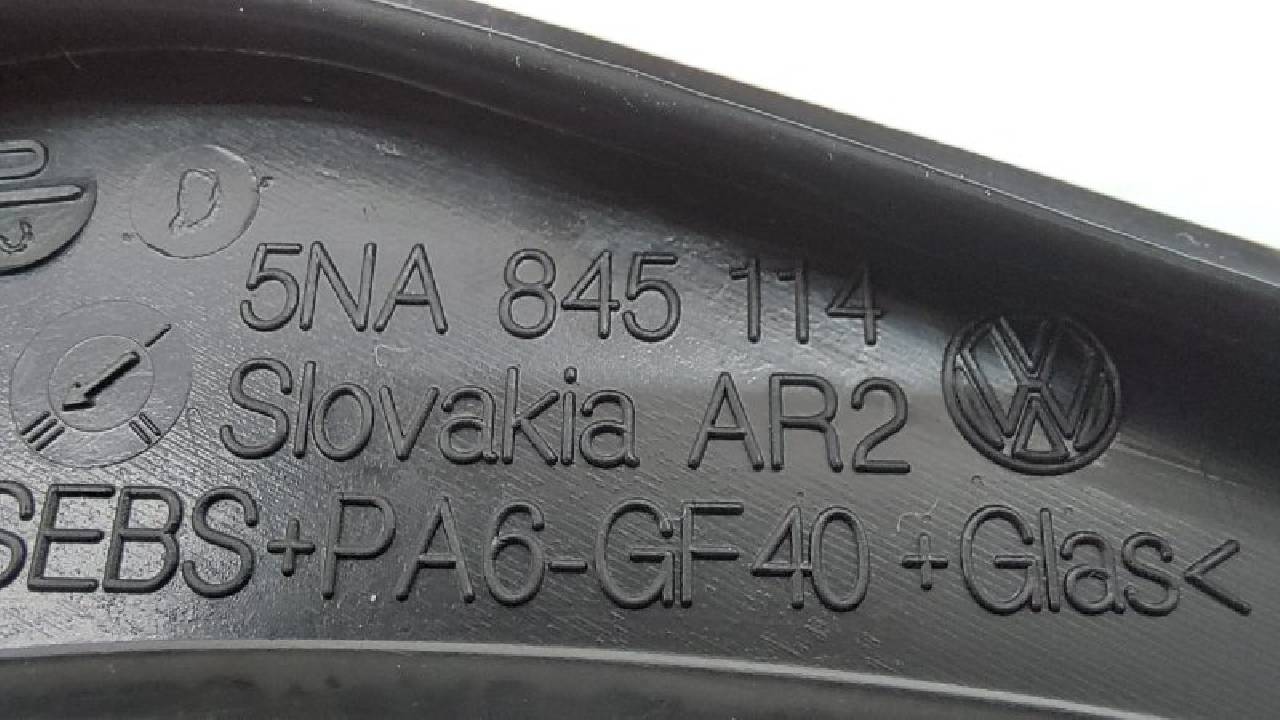 5NA 845 114
Slovakia AR2
SEBS+PA6-GF40+Glas<